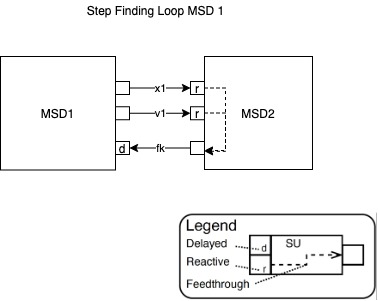 Step Finding Loop MSD 1
x1 r
MSD1 v1 r MSD2
d fk
Legend
Delayed d SU
Reactive r
Feedthrough